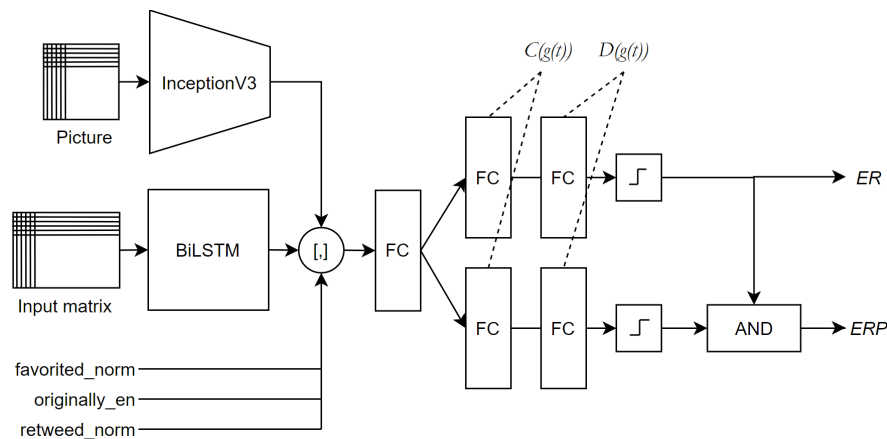 C(g(t)) D(g(t))
InceptionV3
Picture
FC FC ER
BiLSTM [,] FC
Input matrix
FC FC AND ERP
favorited_norm
originally_en
retweed_norm